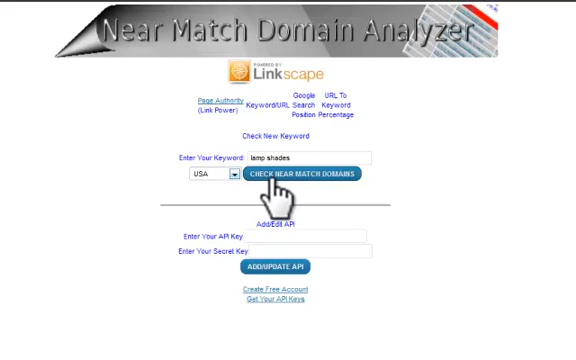 Near Match Domain Analyzer
POWERED BY
Linkscape
Page Authority
(Link Power)
Keyword/URL
Google
Search
Position
URL To
Keyword
Percentage
Check New Keyword
Enter Your Keyword: lamp shades
USA CHECK NEAR MATCH DOMAINS
Add/Edit API
Enter Your API Key:
Enter Your Secret Key:
ADD/UPDATE API
Create Free Account
Get Your API Keys